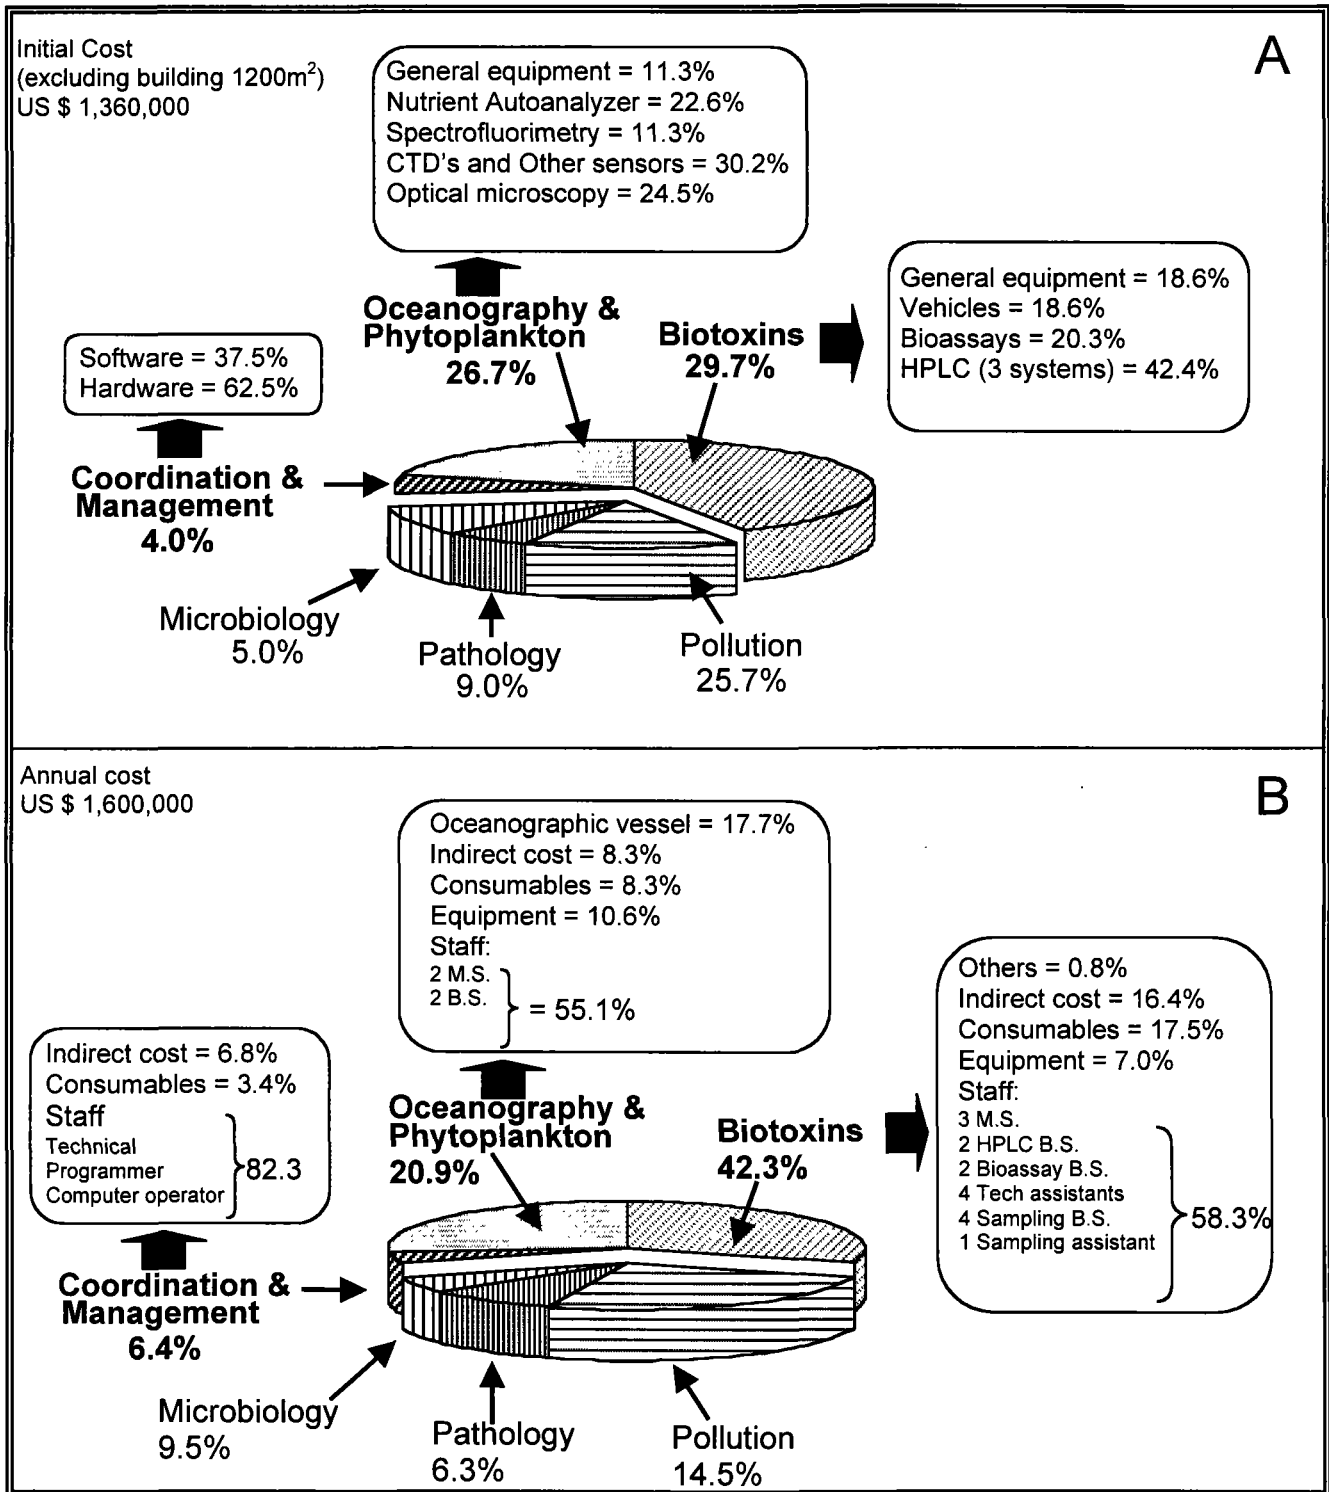 Initial Cost
(excluding building 1200m²)
US $ 1,360,000
A
General equipment = 11.3%
Nutrient Autoanalyzer = 22.6%
Spectrofluorimetry = 11.3%
CTD's and Other sensors = 30.2%
Optical microscopy = 24.5%
General equipment = 18.6%
Vehicles = 18.6%
Bioassays = 20.3%
HPLC (3 systems) = 42.4%
Oceanography &
Phytoplankton
26.7%
Biotoxins
29.7%
Software = 37.5%
Hardware = 62.5%
Coordination &
Management
4.0%
Microbiology
5.0%
Pathology
9.0%
Pollution
25.7%
Annual cost
US $ 1,600,000
B
Oceanographic vessel = 17.7%
Indirect cost = 8.3%
Consumables = 8.3%
Equipment = 10.6%
Staff:
2 M.S.
2 B.S.
= 55.1%
Others = 0.8%
Indirect cost = 16.4%
Consumables = 17.5%
Equipment = 7.0%
Staff:
3 M.S.
2 HPLC B.S.
2 Bioassay B.S.
4 Tech assistants
4 Sampling B.S.
1 Sampling assistant
58.3%
Indirect cost = 6.8%
Consumables = 3.4%
Staff
Technical
Programmer
Computer operator
82.3
Oceanography &
Phytoplankton
20.9%
Biotoxins
42.3%
Coordination &
Management
6.4%
Microbiology
9.5%
Pathology
6.3%
Pollution
14.5%